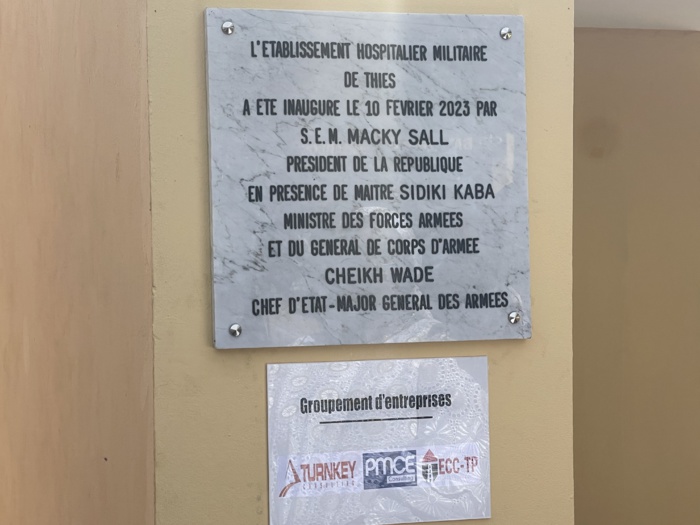 L'ETABLISSEMENT HOSPITALIER MILITAIRE
DE THIES
A ETE INAUGURE LE 10 FEVRIER 2023 PAR
S.E.M. MACKY SALL
PRESIDENT DE LA REPUBLIQUE
EN PRESENCE DE MAITRE SIDIKI KABA
MINISTRE DES FORCES ARMEES
ET DU GENERAL DE CORPS D'ARMEE
CHEIKH WADE
CHEF D'ETAT-MAJOR GENERAL DES ARMEES
Groupement d'entreprises
TURNKEY PMCE ECC-TP
Consulting